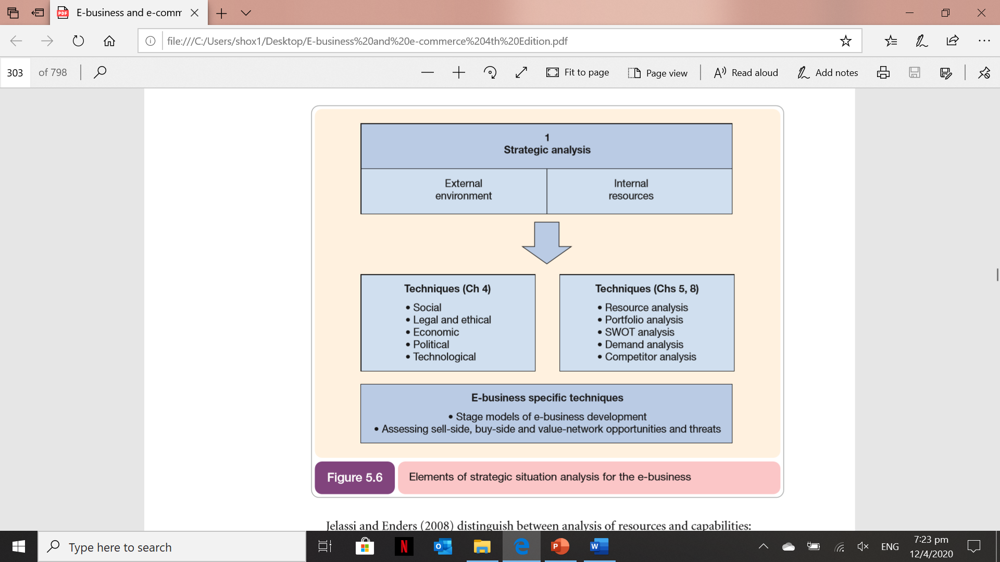 E-business and e-comm
file:///C:/Users/shox1/Desktop/E-business%20and%20e-commerce%204th%20Edition.pdf
303 of 798 Fit to page Page view Read aloud Add notes
1
Strategic analysis
External
environment
Internal
resources
Techniques (Ch 4)
• Social
• Legal and ethical
• Economic
• Political
• Technological
Techniques (Chs 5, 8)
• Resource analysis
• Portfolio analysis
• SWOT analysis
• Demand analysis
• Competitor analysis
E-business specific techniques
• Stage models of e-business development
• Assessing sell-side, buy-side and value-network opportunities and threats
Figure 5.6 Elements of strategic situation analysis for the e-business
Jelassi and Enders (2008) distinguish between analysis of resources and capabilities:
Type here to search
ENG
7:23 pm
12/4/2020